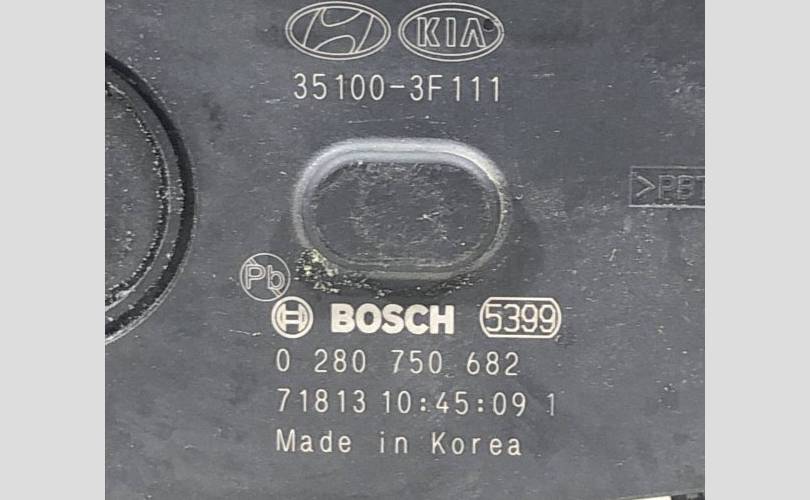 KIA
35100-3F111
>PBT
Pb
BOSCH 5399
0 280 750 682
71813 10:45:09 1
Made in Korea